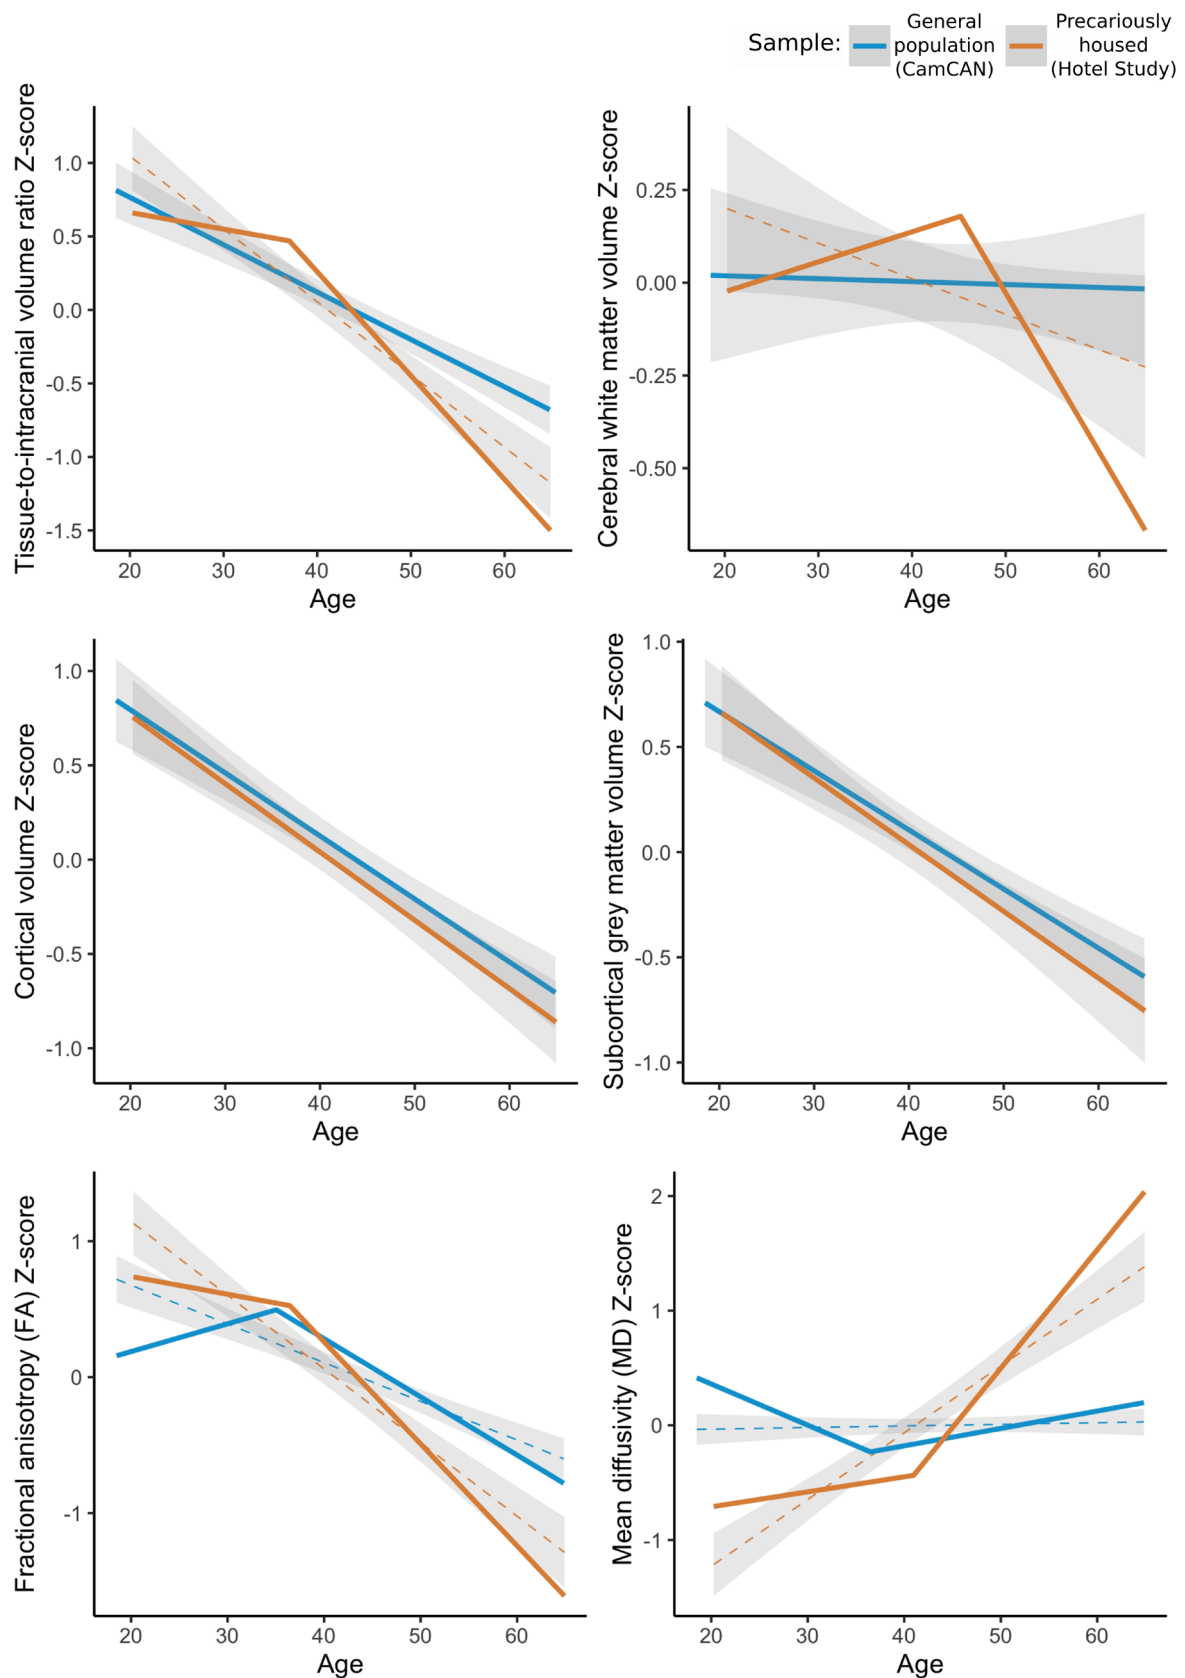 Sample:
General
population
(CamCAN)
Precariously
housed
(Hotel Study)
Tissue-to-intracranial volume ratio Z-score
1.0
0.5
0.0
-0.5
-1.0
-1.5
20 30 40 50 60
Age
Cerebral white matter volume Z-score
0.25
0.00
-0.25
-0.50
20 30 40 50 60
Age
Cortical volume Z-score
1.0
0.5
0.0
-0.5
-1.0
20 30 40 50 60
Age
Subcortical grey matter volume Z-score
1.0
0.5
0.0
-0.5
-1.0
20 30 40 50 60
Age
Fractional anisotropy (FA) Z-score
1
0
-1
20 30 40 50 60
Age
Mean diffusivity (MD) Z-score
2
1
0
-1
20 30 40 50 60
Age